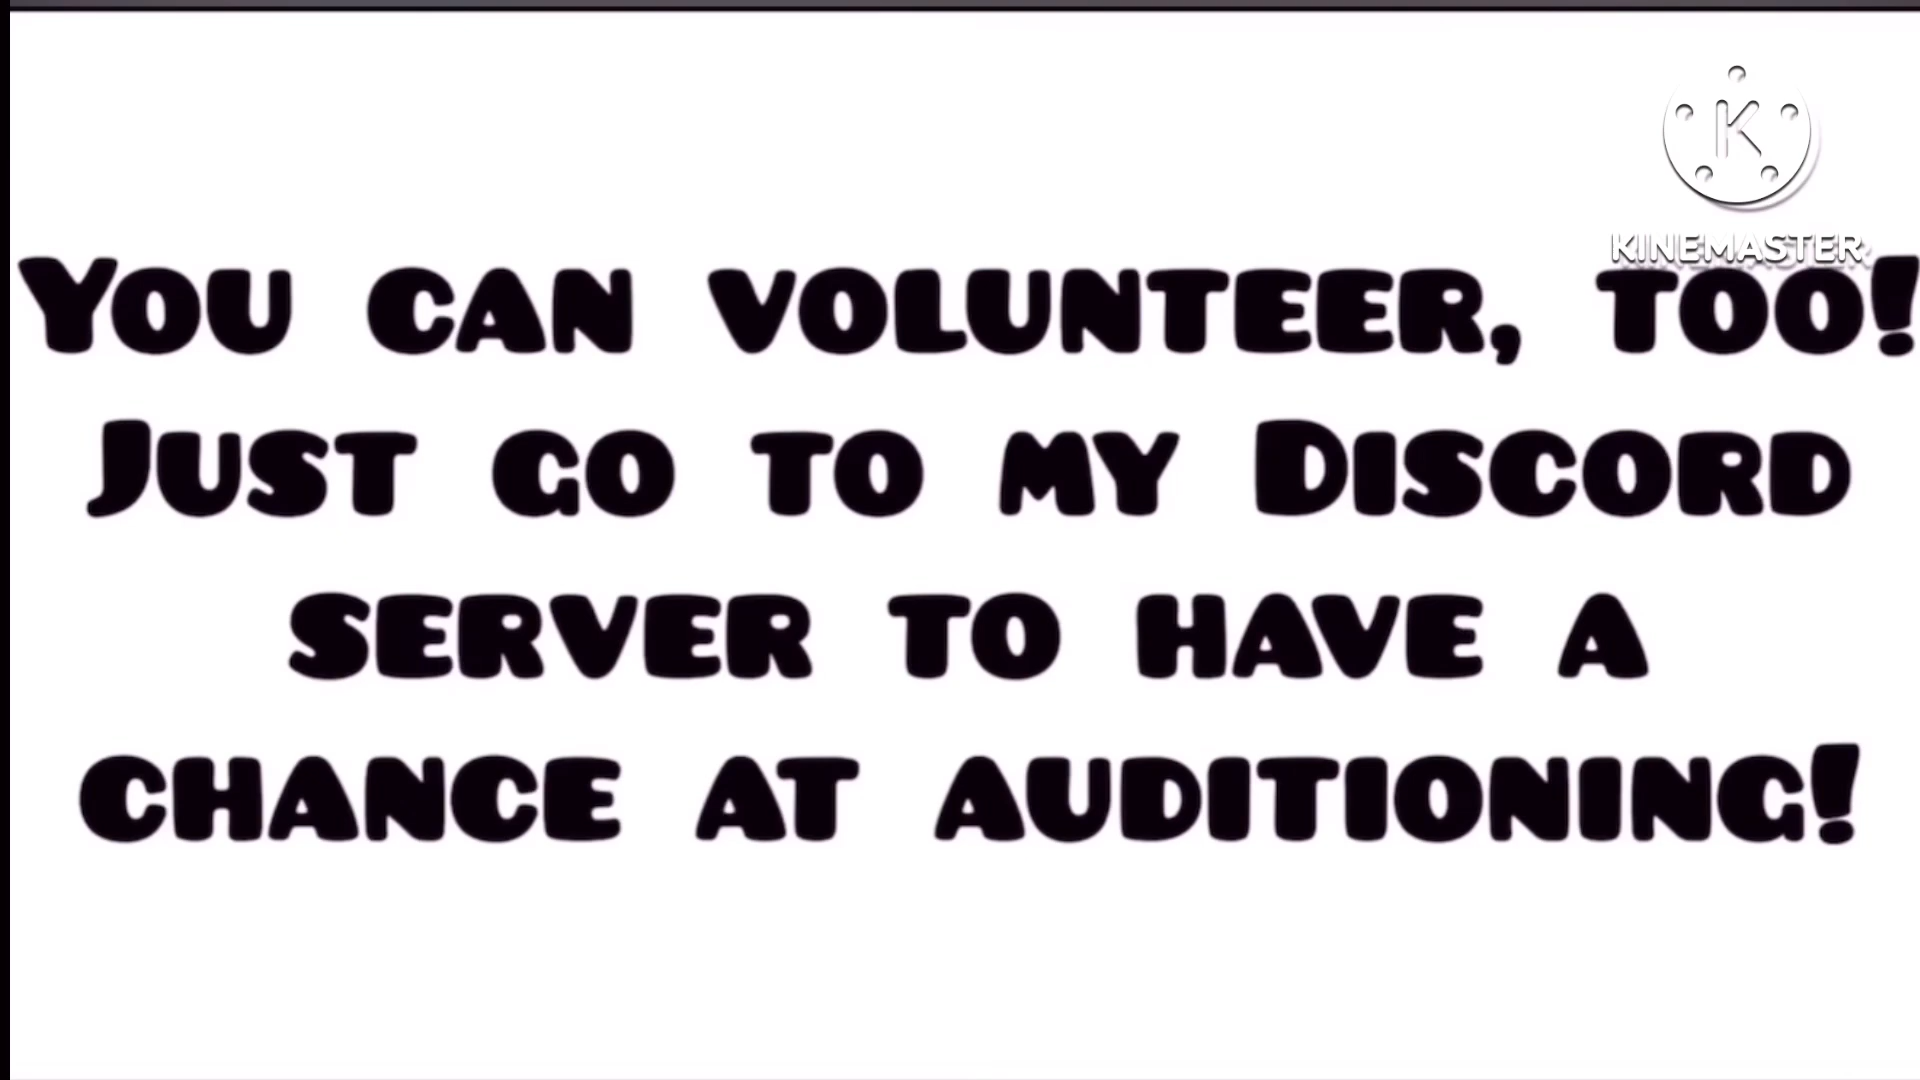 K
KINEMASTER
You can volunteer, too!
Just go to my Discord
server to have a
chance at auditioning!